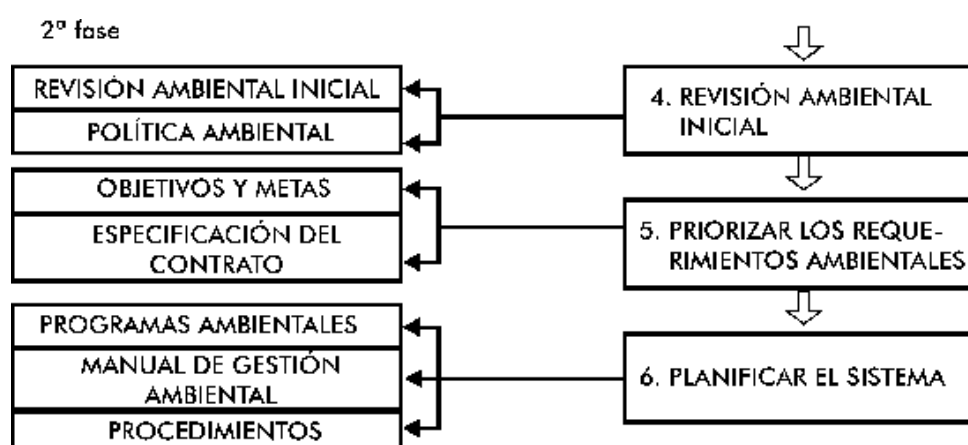 2ª fase
REVISIÓN AMBIENTAL INICIAL
POLÍTICA AMBIENTAL
4. REVISIÓN AMBIENTAL
INICIAL
OBJETIVOS Y METAS
ESPECIFICACIÓN DEL
CONTRATO
5. PRIORIZAR LOS REQUE-
RIMIENTOS AMBIENTALES
PROGRAMAS AMBIENTALES
MANUAL DE GESTIÓN
AMBIENTAL
PROCEDIMIENTOS
6. PLANIFICAR EL SISTEMA